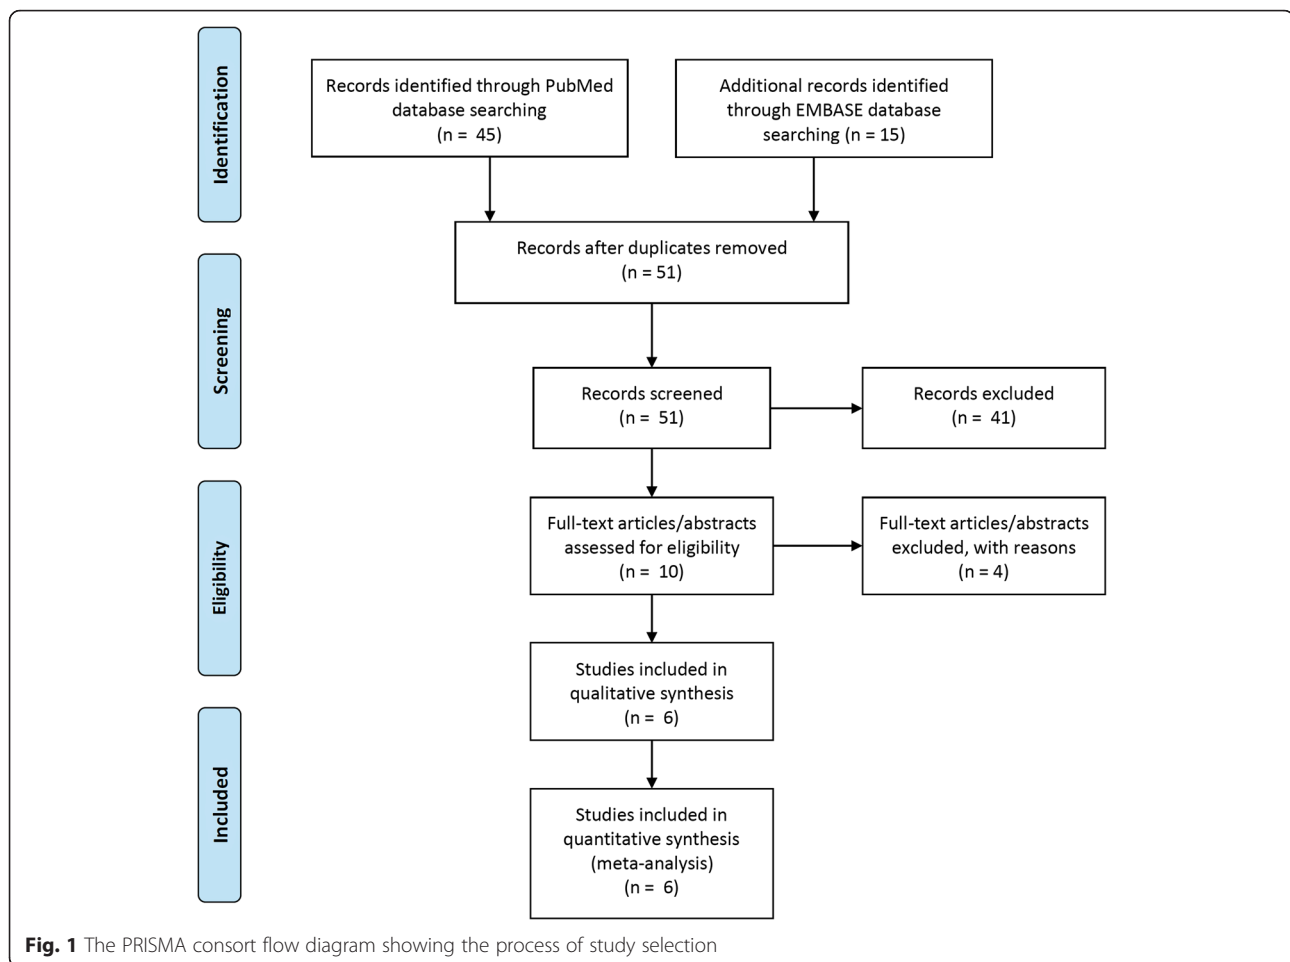 Identification
Records identified through PubMed
database searching
(n = 45)
Additional records identified
through EMBASE database
searching (n = 15)
Records after duplicates removed
(n = 51)
Screening
Records screened
(n = 51)
Records excluded
(n = 41)
Eligibility
Full-text articles/abstracts
assessed for eligibility
(n = 10)
Full-text articles/abstracts
excluded, with reasons
(n = 4)
Studies included in
qualitative synthesis
(n = 6)
Included
Studies included in
quantitative synthesis
(meta-analysis)
(n = 6)
Fig. 1 The PRISMA consort flow diagram showing the process of study selection